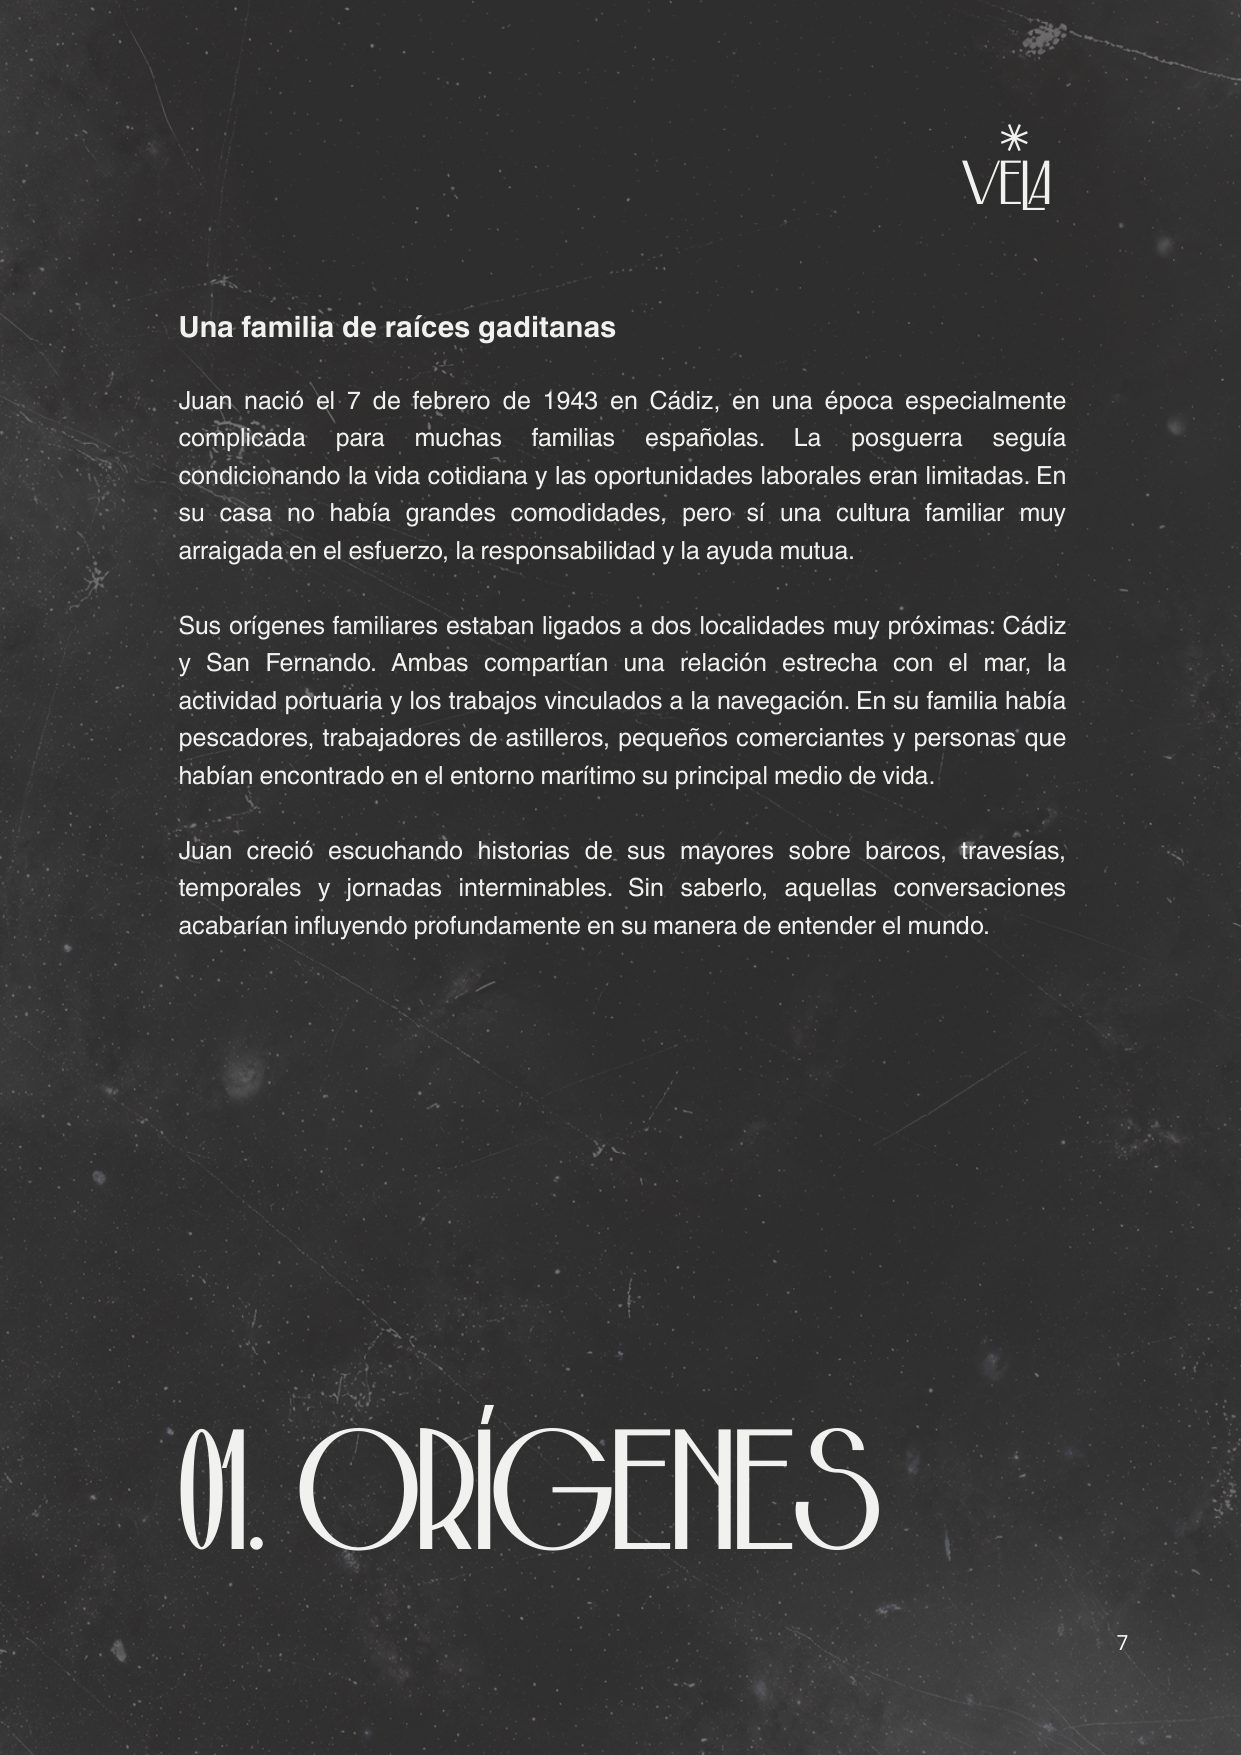 VELA
Una familia de raíces gaditanas
Juan nació el 7 de febrero de 1943 en Cádiz, en una época especialmente
complicada para muchas familias españolas. La posguerra seguía
condicionando la vida cotidiana y las oportunidades laborales eran limitadas. En
su casa no había grandes comodidades, pero sí una cultura familiar muy
arraigada en el esfuerzo, la responsabilidad y la ayuda mutua.
Sus orígenes familiares estaban ligados a dos localidades muy próximas: Cádiz
y San Fernando. Ambas compartían una relación estrecha con el mar, la
actividad portuaria y los trabajos vinculados a la navegación. En su familia había
pescadores, trabajadores de astilleros, pequeños comerciantes y personas que
habían encontrado en el entorno marítimo su principal medio de vida.
Juan creció escuchando historias de sus mayores sobre barcos, travesías,
temporales y jornadas interminables. Sin saberlo, aquellas conversaciones
acabarían influyendo profundamente en su manera de entender el mundo.
01. ORÍGENES
7